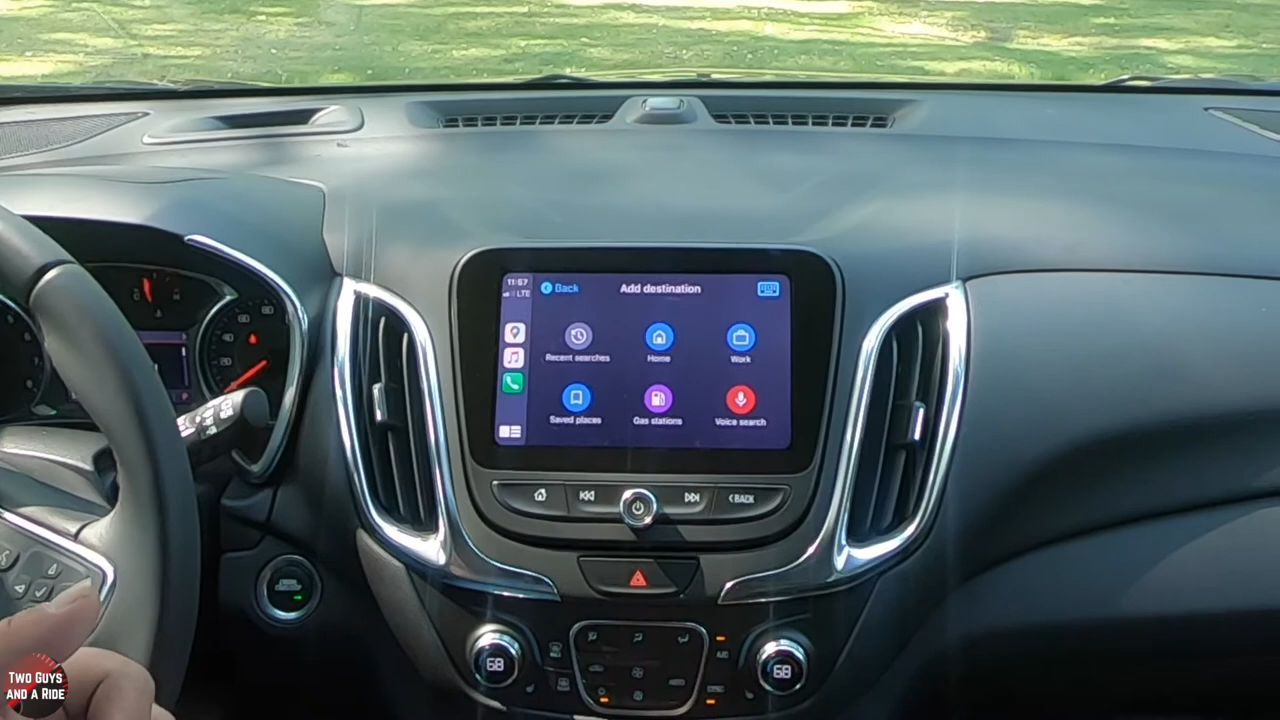 11:57
LTE
Back
Add destination
Recent searches
Home
Work
Saved places
Gas stations
Voice search
BACK
68
68
TWO GUYS
AND A RIDE